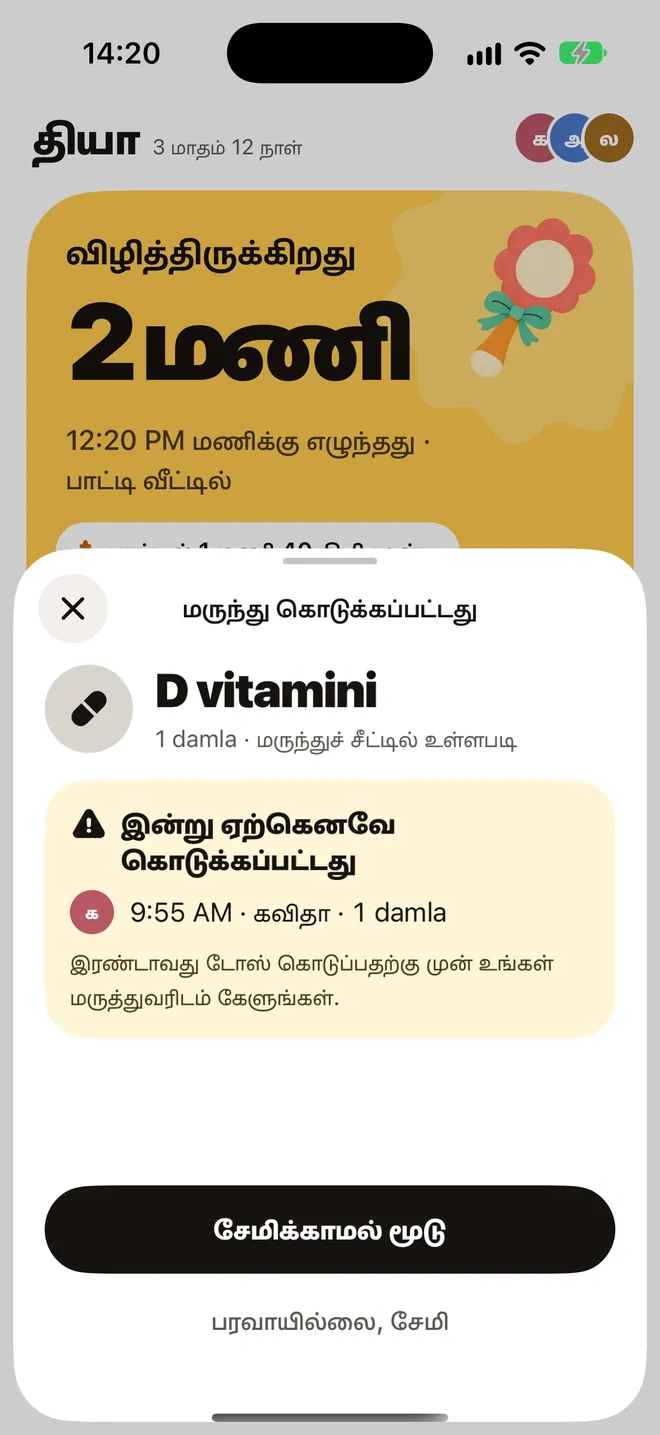 14:20
தியா 3 மாதம் 12 நாள்
க அ ல
விழித்திருக்கிறது
2 மணி
12:20 PM மணிக்கு எழுந்தது ·
பாட்டி வீட்டில்
மருந்து கொடுக்கப்பட்டது
D vitamini
1 damla · மருந்துச் சீட்டில் உள்ளபடி
இன்று ஏற்கெனவே
கொடுக்கப்பட்டது
க 9:55 AM · கவிதா · 1 damla
இரண்டாவது டோஸ் கொடுப்பதற்கு முன் உங்கள்
மருத்துவரிடம் கேளுங்கள்.
சேமிக்காமல் மூடு
பரவாயில்லை, சேமி